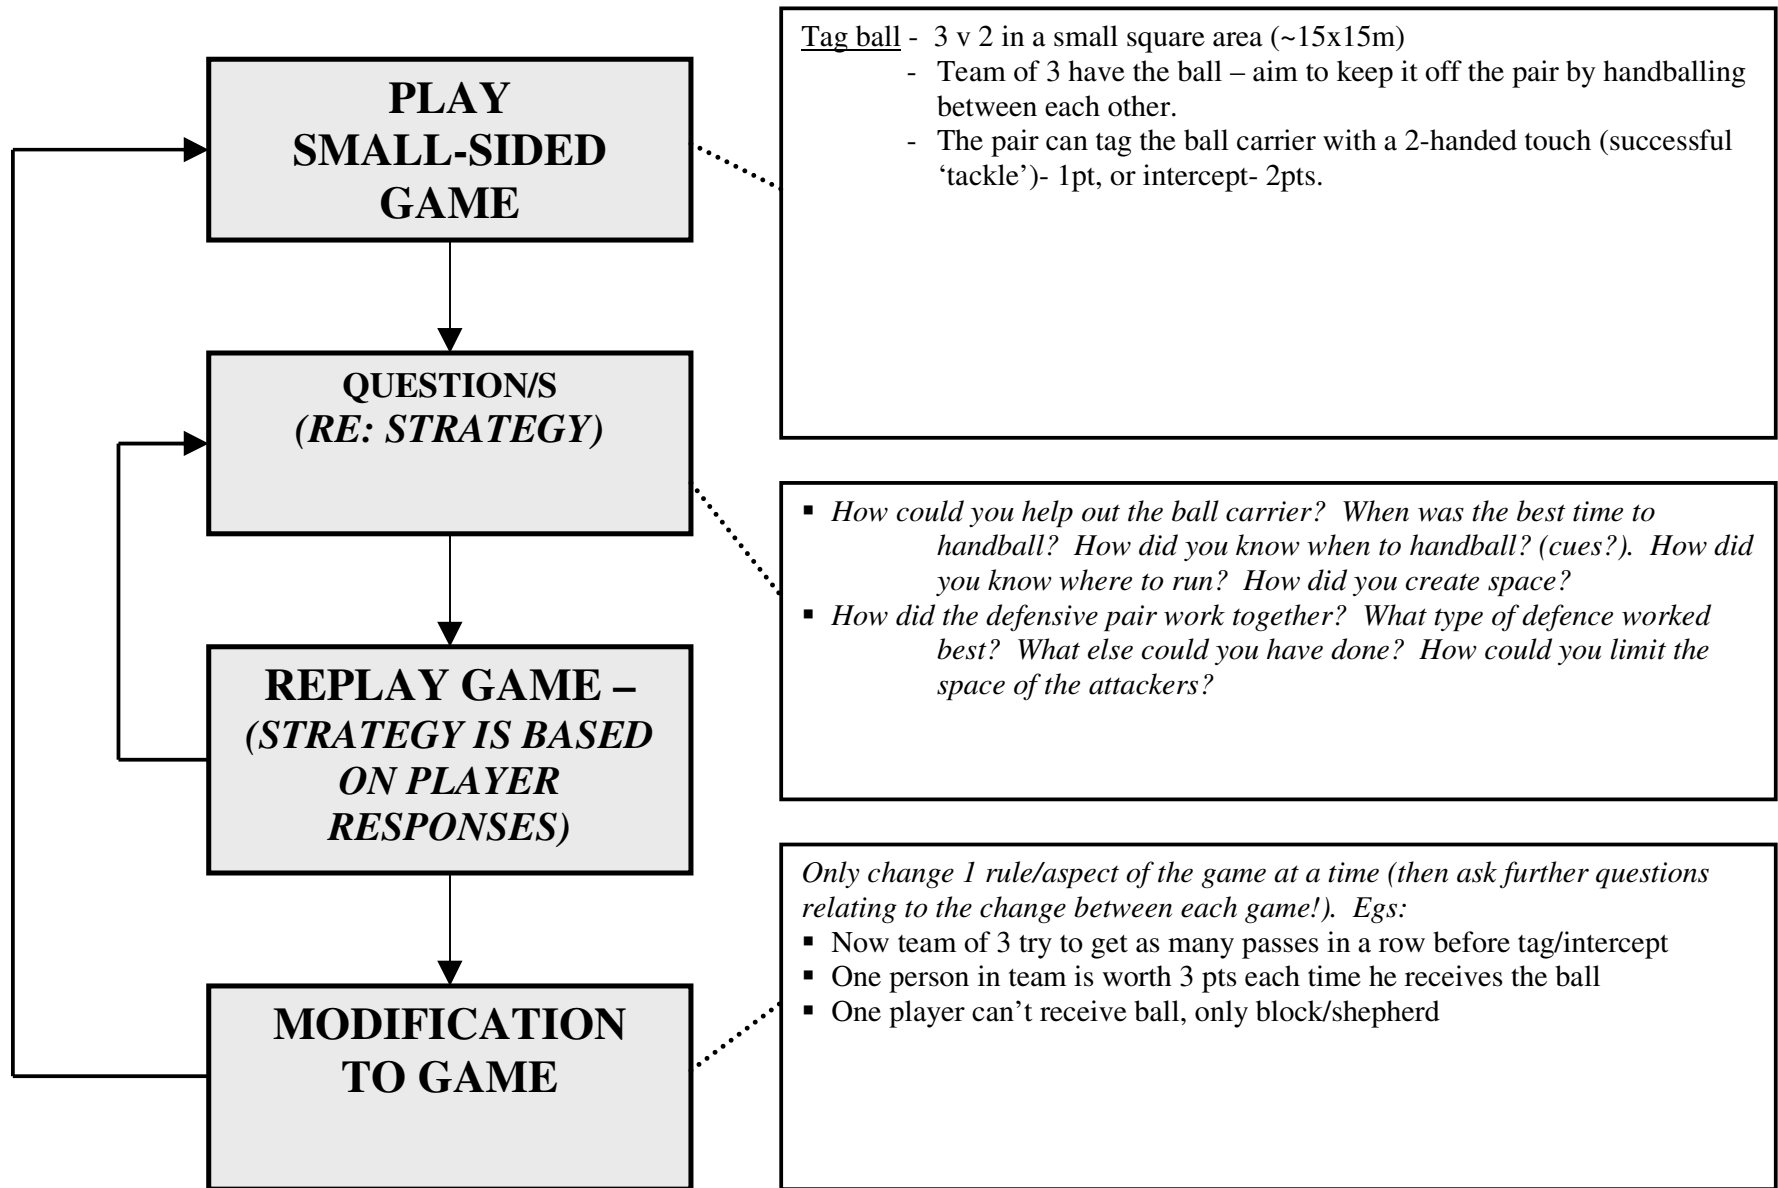 PLAY
SMALL-SIDED
GAME
Tag ball - 3 v 2 in a small square area (~15x15m)
- Team of 3 have the ball – aim to keep it off the pair by handballing
between each other.
- The pair can tag the ball carrier with a 2-handed touch (successful
‘tackle’)- 1pt, or intercept- 2pts.
QUESTION/S
(RE: STRATEGY)
▪ How could you help out the ball carrier? When was the best time to
handball? How did you know when to handball? (cues?). How did
you know where to run? How did you create space?
▪ How did the defensive pair work together? What type of defence worked
best? What else could you have done? How could you limit the
space of the attackers?
REPLAY GAME –
(STRATEGY IS BASED
ON PLAYER
RESPONSES)
Only change 1 rule/aspect of the game at a time (then ask further questions
relating to the change between each game!). Egs:
▪ Now team of 3 try to get as many passes in a row before tag/intercept
▪ One person in team is worth 3 pts each time he receives the ball
▪ One player can’t receive ball, only block/shepherd
MODIFICATION
TO GAME